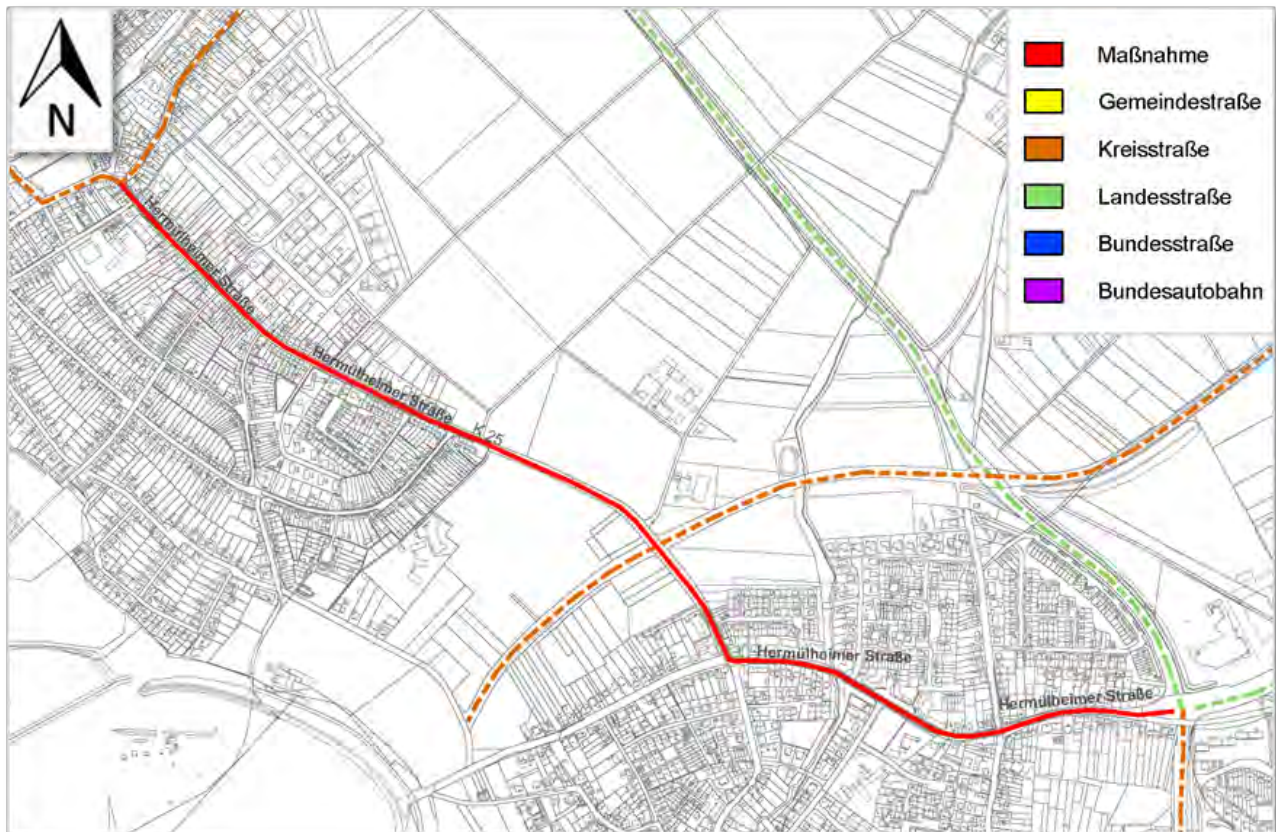 N
Maßnahme
Gemeindestraße
Kreisstraße
Landesstraße
Bundesstraße
Bundesautobahn
Hermülheimer Straße
Hermülheimer Straße
K 25
Hermülheimer Straße
Hermülheimer Straße